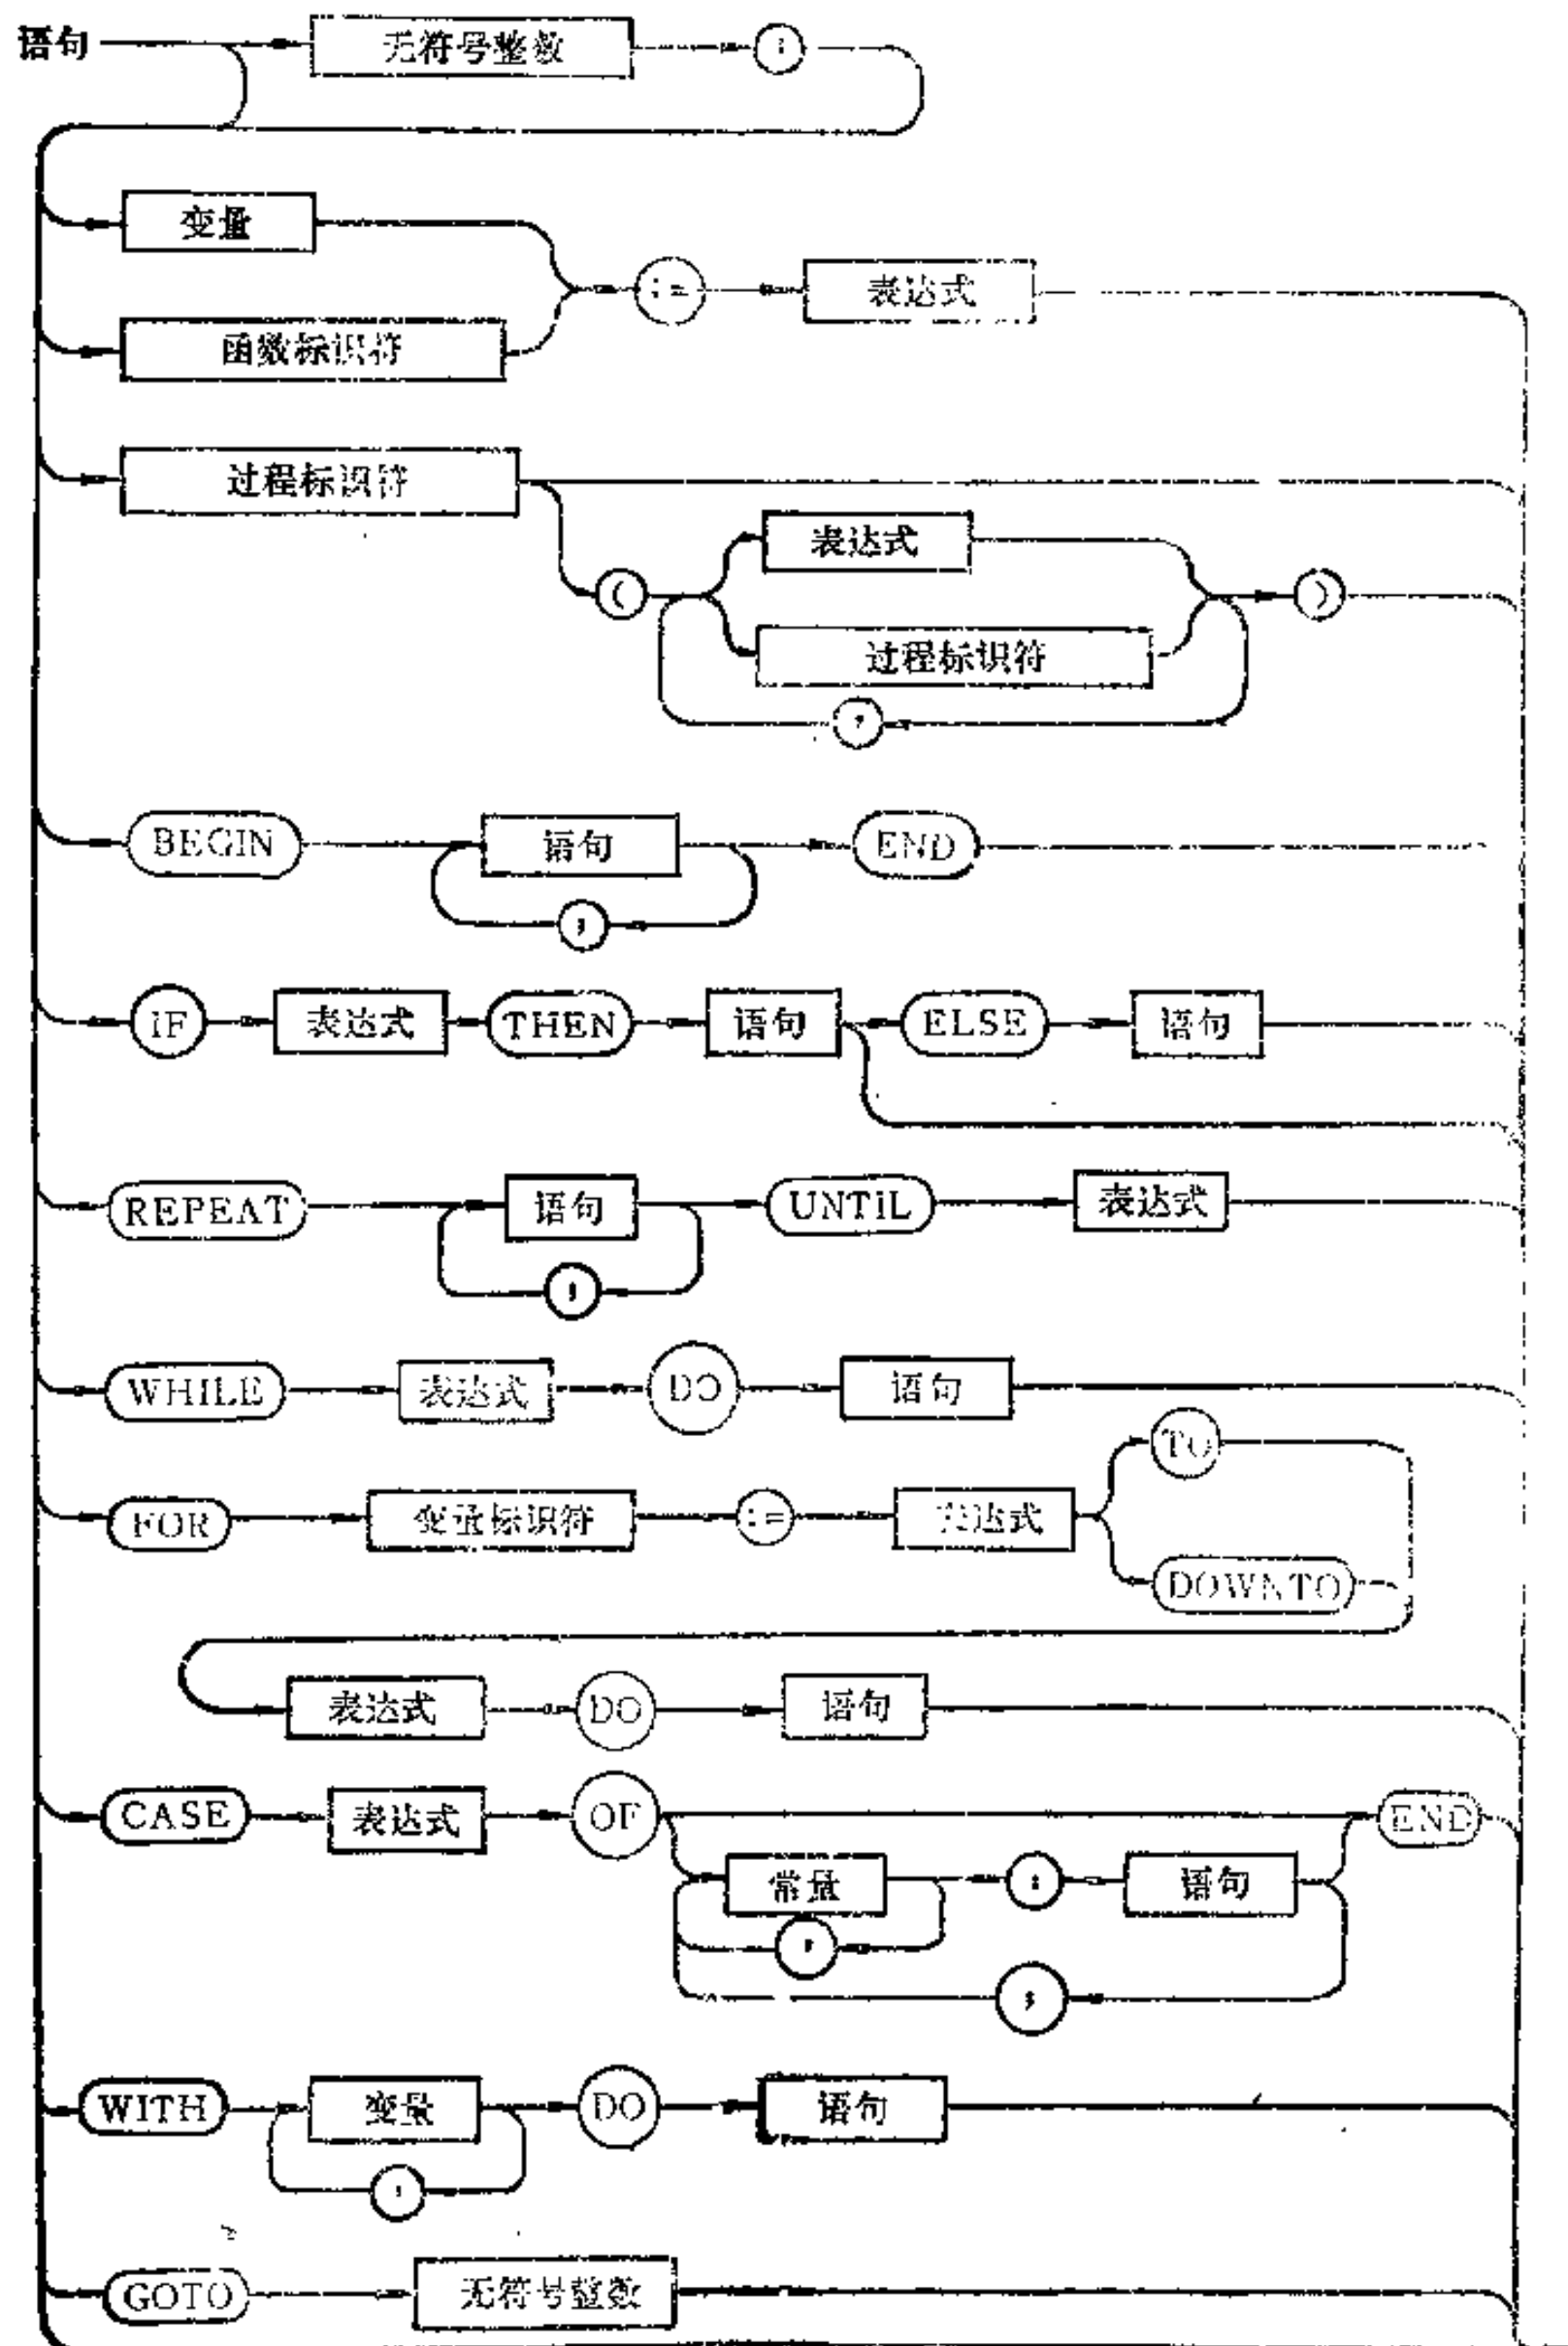 语句 无符号整数 :
变量
:= 表达式
函数标识符
过程标识符
表达式
( )
过程标识符
,
BEGIN 语句 END
;
IF 表达式 THEN 语句 ELSE 语句
REPEAT 语句 UNTIL 表达式
;
WHILE 表达式 DO 语句
TO
FOR 变量标识符 := 表达式
DOWNTO
表达式 DO 语句
CASE 表达式 OF END
常量 : 语句
,
;
WITH 变量 DO 语句
,
GOTO 无符号整数